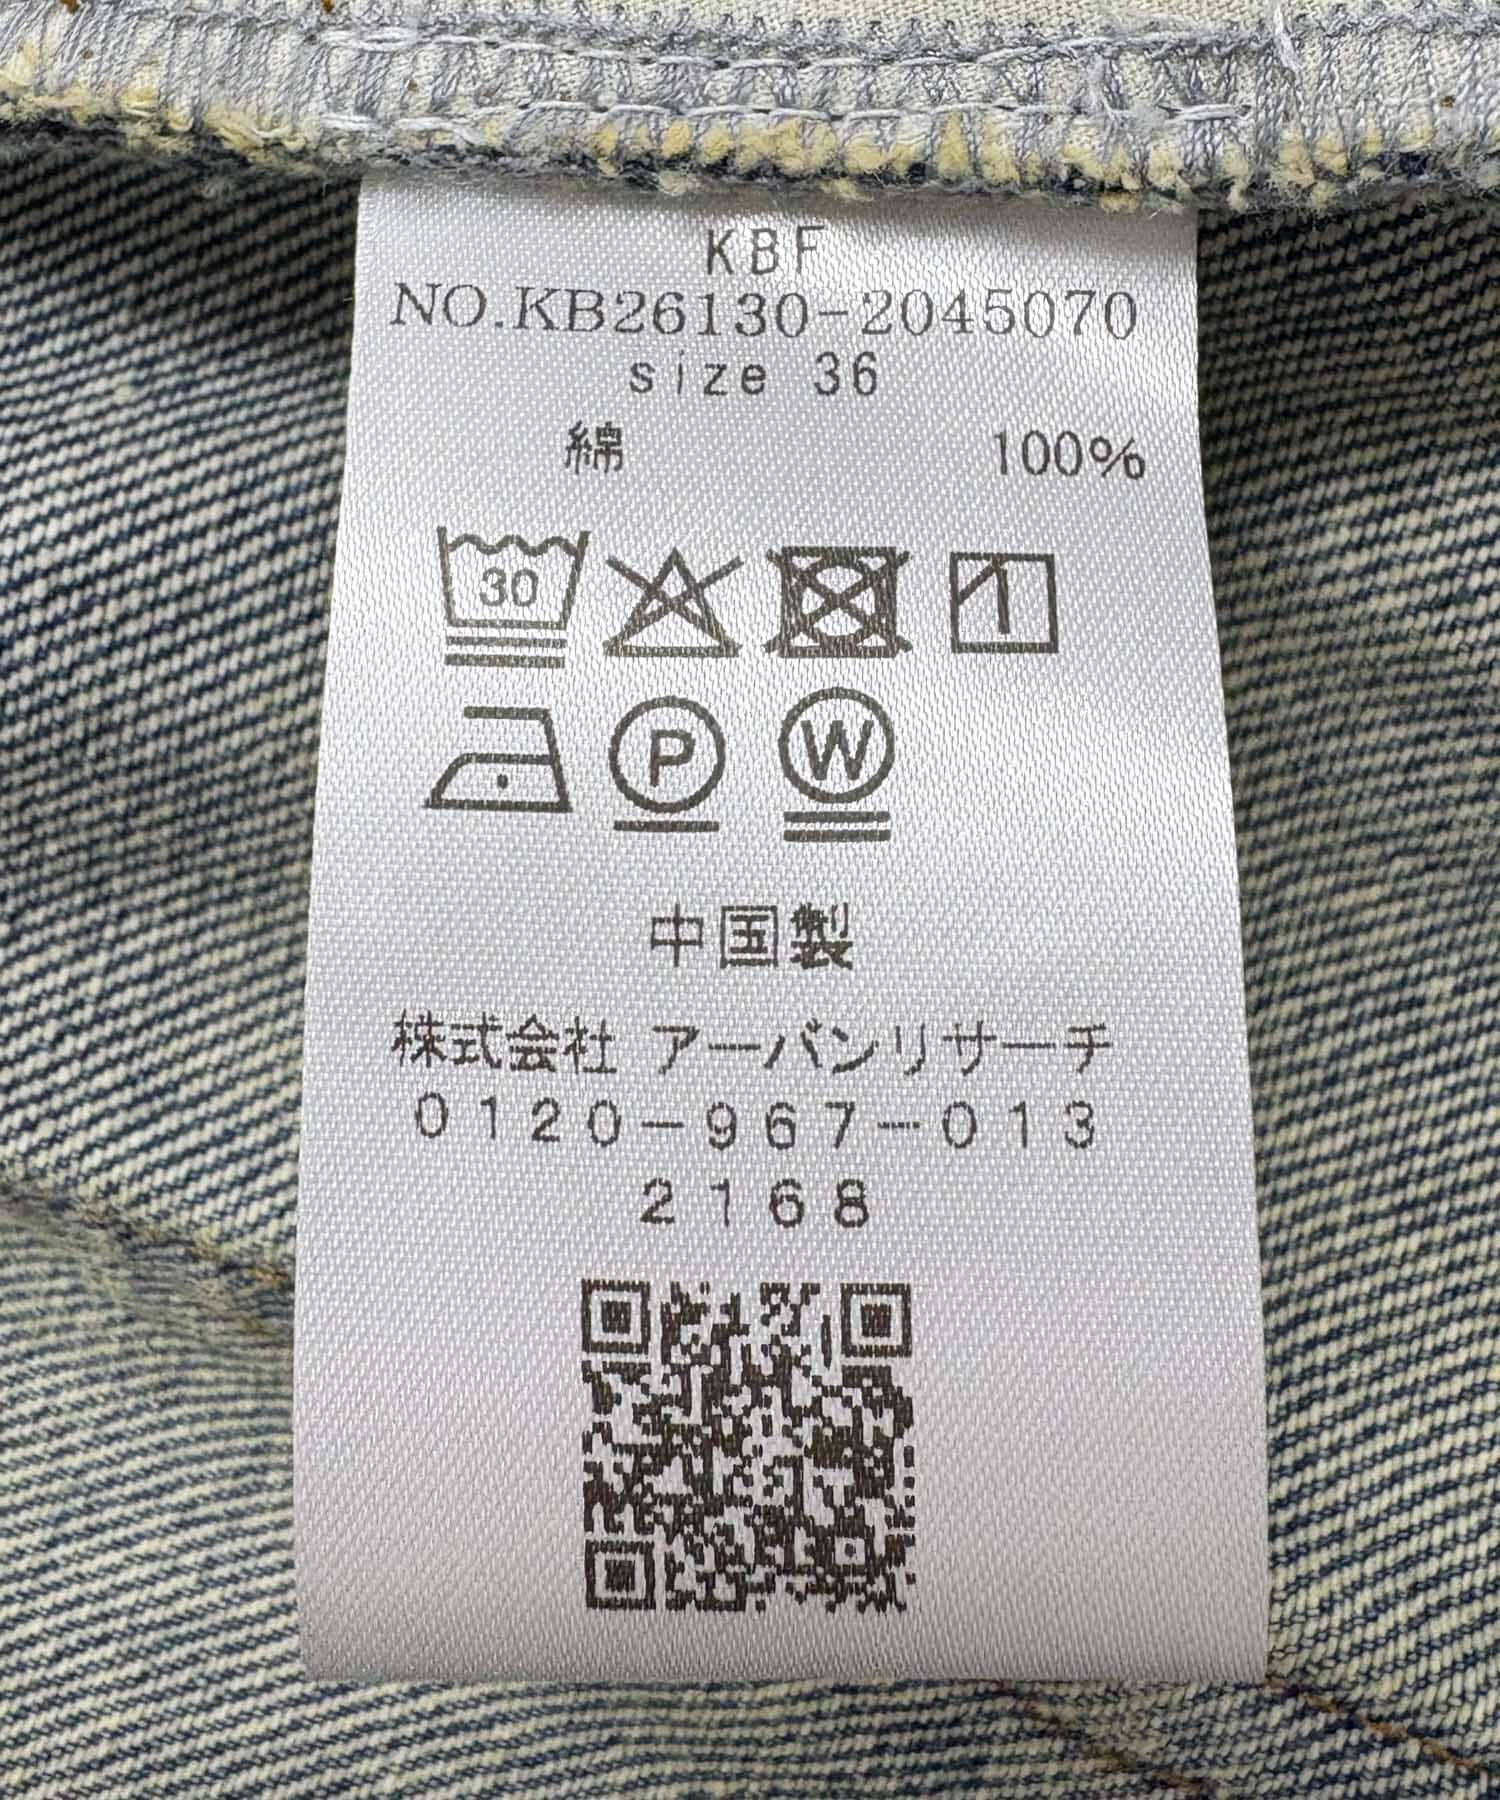 KBF
NO.KB26130-2045070
size 36
綿 100%
30
P W
中国製
株式会社 アーバンリサーチ
0120-967-013
2168